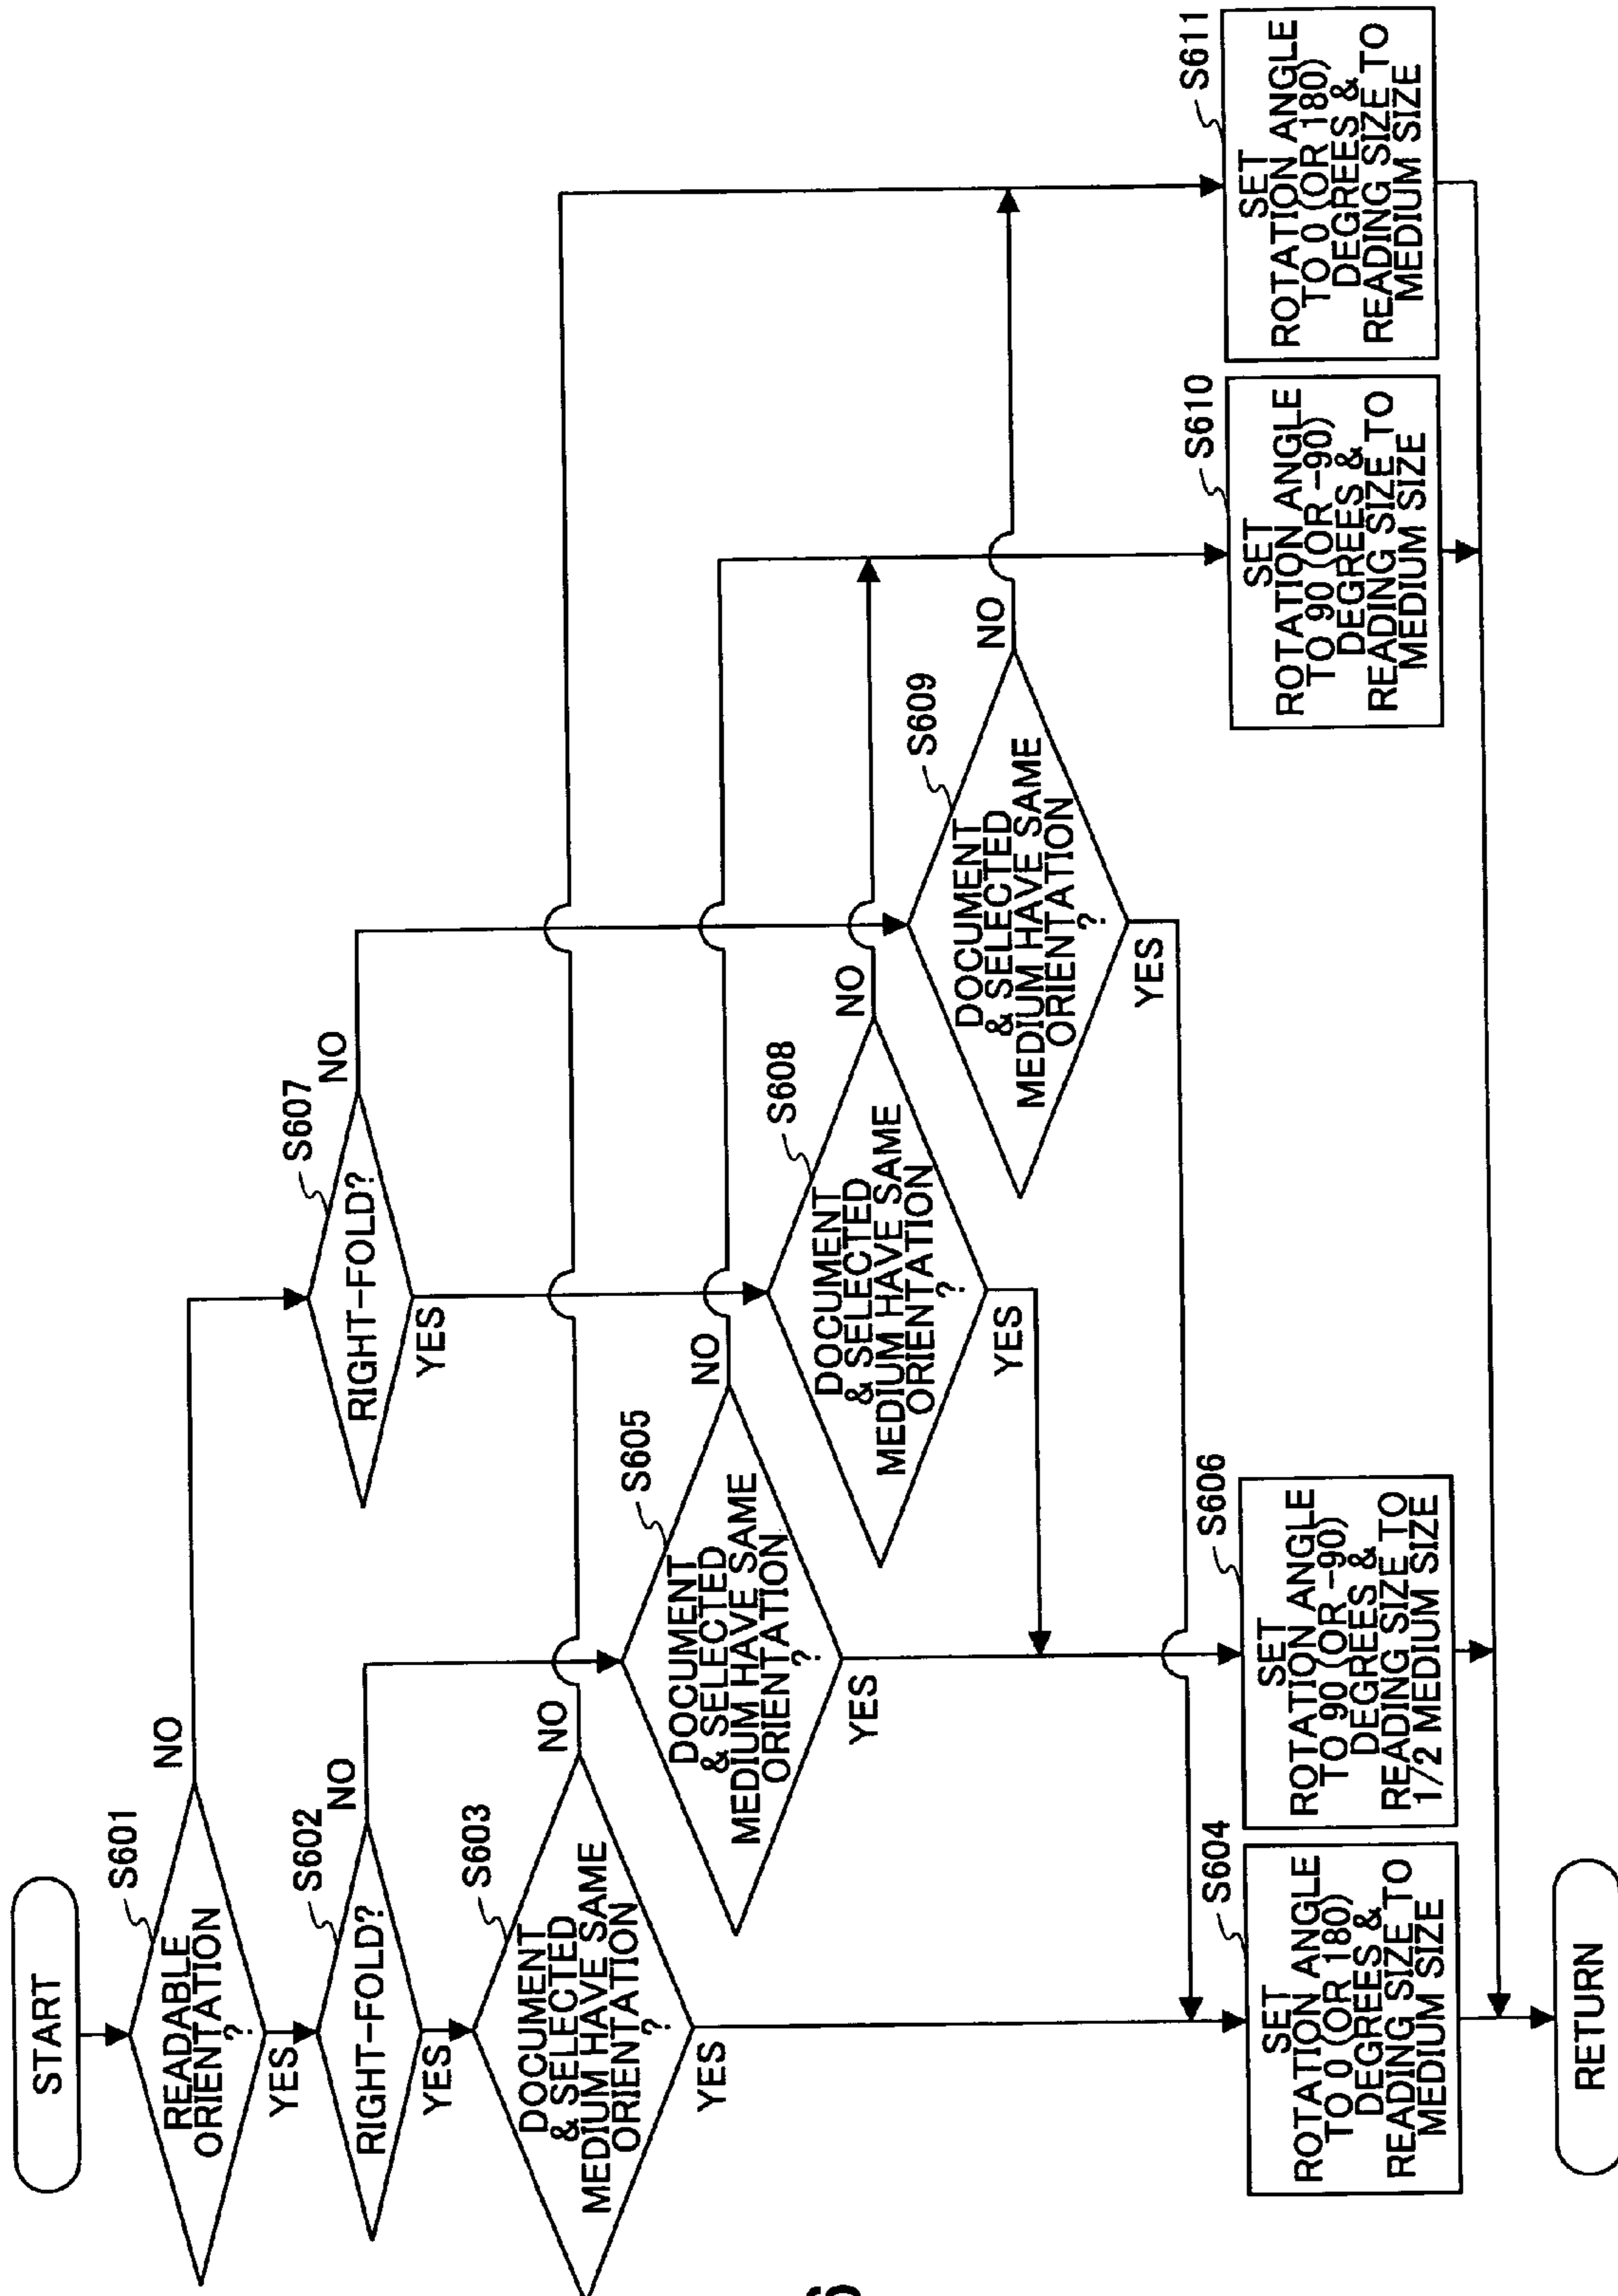 START
S601
READABLE
ORIENTATION
?
NO
YES
S602
RIGHT-FOLD?
NO
YES
S607
RIGHT-FOLD?
NO
YES
S603
DOCUMENT
& SELECTED
MEDIUM HAVE SAME
ORIENTATION
?
NO
YES
S605
DOCUMENT
& SELECTED
MEDIUM HAVE SAME
ORIENTATION
?
NO
YES
S608
DOCUMENT
& SELECTED
MEDIUM HAVE SAME
ORIENTATION
?
NO
YES
S609
DOCUMENT
& SELECTED
MEDIUM HAVE SAME
ORIENTATION
?
NO
YES
S604
SET
ROTATION ANGLE
TO 0 (OR 180)
DEGREES &
READING SIZE TO
MEDIUM SIZE
S606
SET
ROTATION ANGLE
TO 90 (OR -90)
DEGREES &
READING SIZE TO
1/2 MEDIUM SIZE
S610
SET
ROTATION ANGLE
TO 90 (OR -90)
DEGREES &
READING SIZE TO
MEDIUM SIZE
S611
SET
ROTATION ANGLE
TO 0 (OR 180)
DEGREES &
READING SIZE TO
MEDIUM SIZE
RETURN